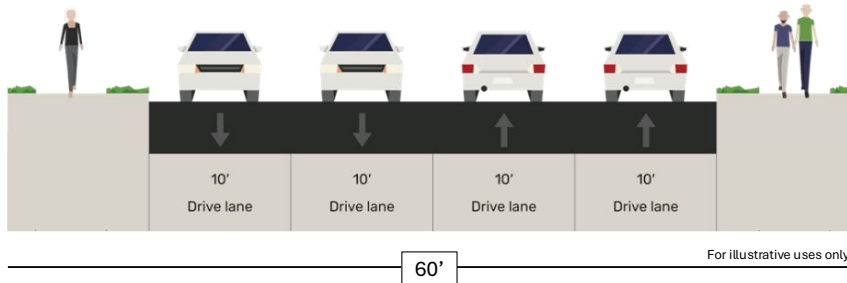 10' 10' 10' 10'
Drive lane Drive lane Drive lane Drive lane
For illustrative uses only
60'